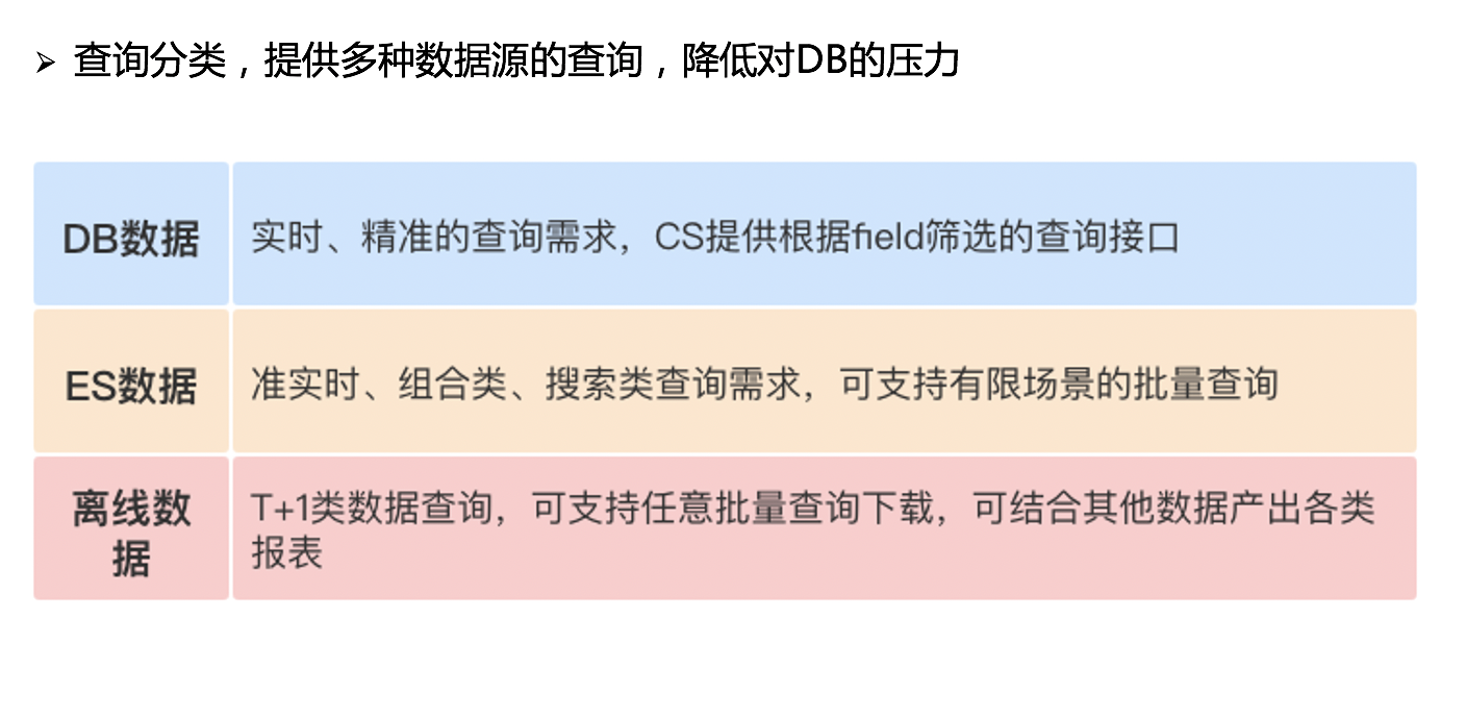 ➢ 查询分类，提供多种数据源的查询，降低对DB的压力
DB数据
实时、精准的查询需求，CS提供根据field筛选的查询接口
ES数据
准实时、组合类、搜索类查询需求，可支持有限场景的批量查询
离线数
据
T+1类数据查询，可支持任意批量查询下载，可结合其他数据产出各类
报表